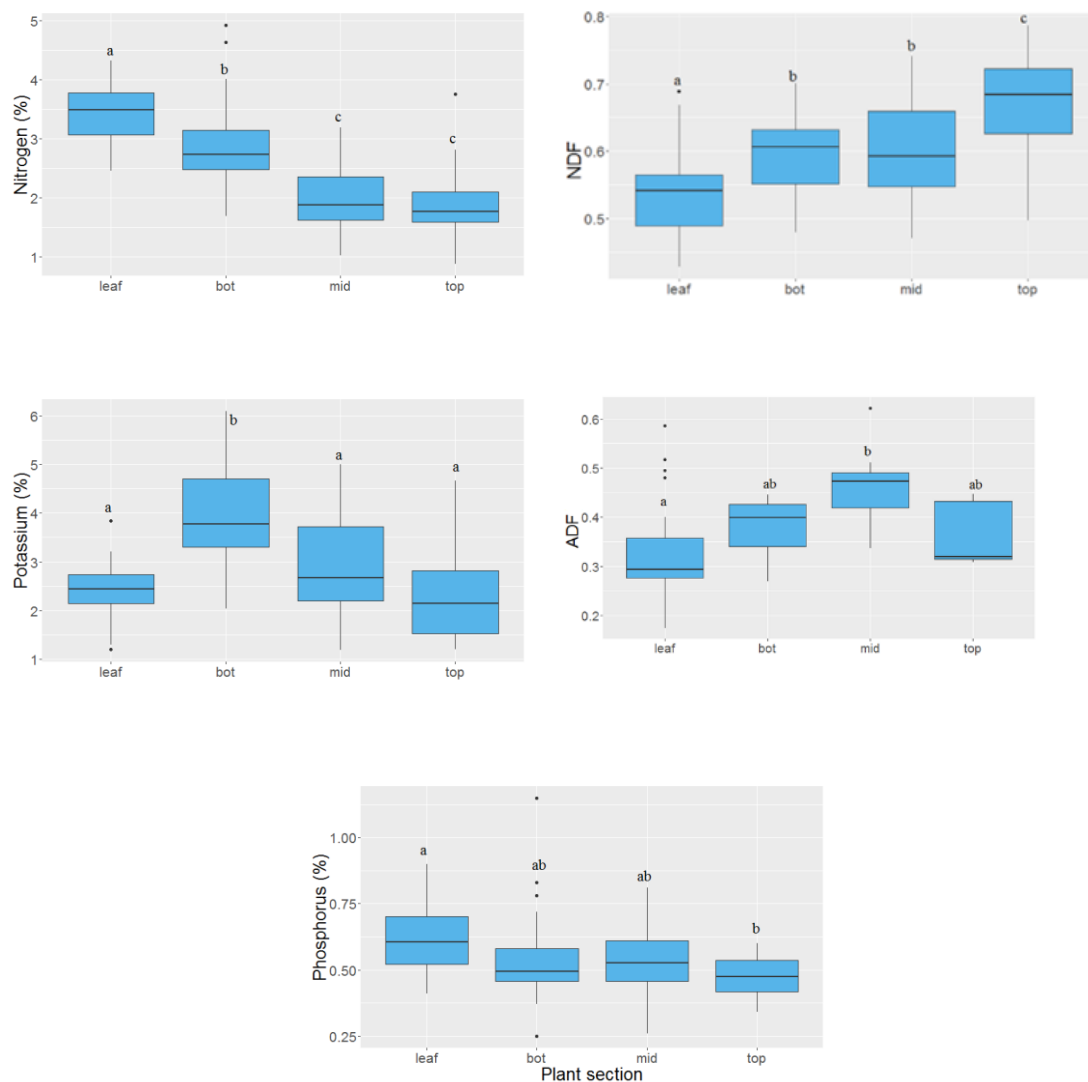 Nitrogen (%)
5
4
3
2
1
a
b
c
c
leaf bot mid top
NDF
0.8
0.7
0.6
0.5
a
b
b
c
leaf bot mid top
Potassium (%)
6
5
4
3
2
1
a
b
a
a
leaf bot mid top
ADF
0.6
0.5
0.4
0.3
0.2
a
ab
b
ab
leaf bot mid top
Phosphorus (%)
1.00
0.75
0.50
0.25
a
ab
ab
b
leaf bot mid top
Plant section